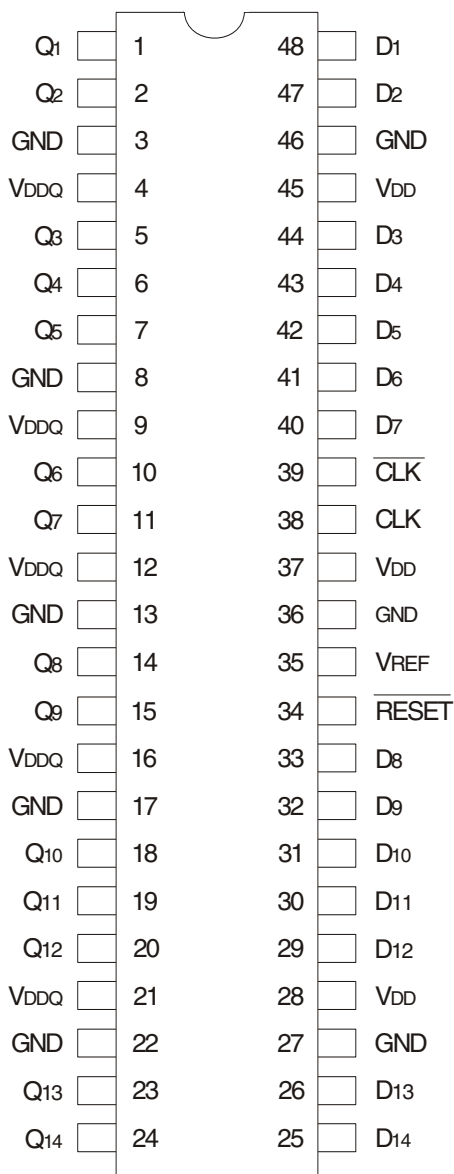 Q1 1 48 D1
Q2 2 47 D2
GND 3 46 GND
VDDQ 4 45 VDD
Q3 5 44 D3
Q4 6 43 D4
Q5 7 42 D5
GND 8 41 D6
VDDQ 9 40 D7
Q6 10 39 CLK
Q7 11 38 CLK
VDDQ 12 37 VDD
GND 13 36 GND
Q8 14 35 VREF
Q9 15 34 RESET
VDDQ 16 33 D8
GND 17 32 D9
Q10 18 31 D10
Q11 19 30 D11
Q12 20 29 D12
VDDQ 21 28 VDD
GND 22 27 GND
Q13 23 26 D13
Q14 24 25 D14